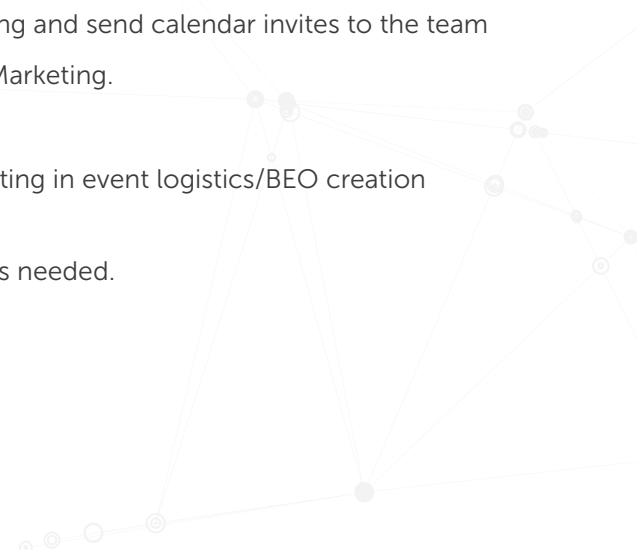 ng and send calendar invites to the team
Marketing.
ting in event logistics/BEO creation
s needed.